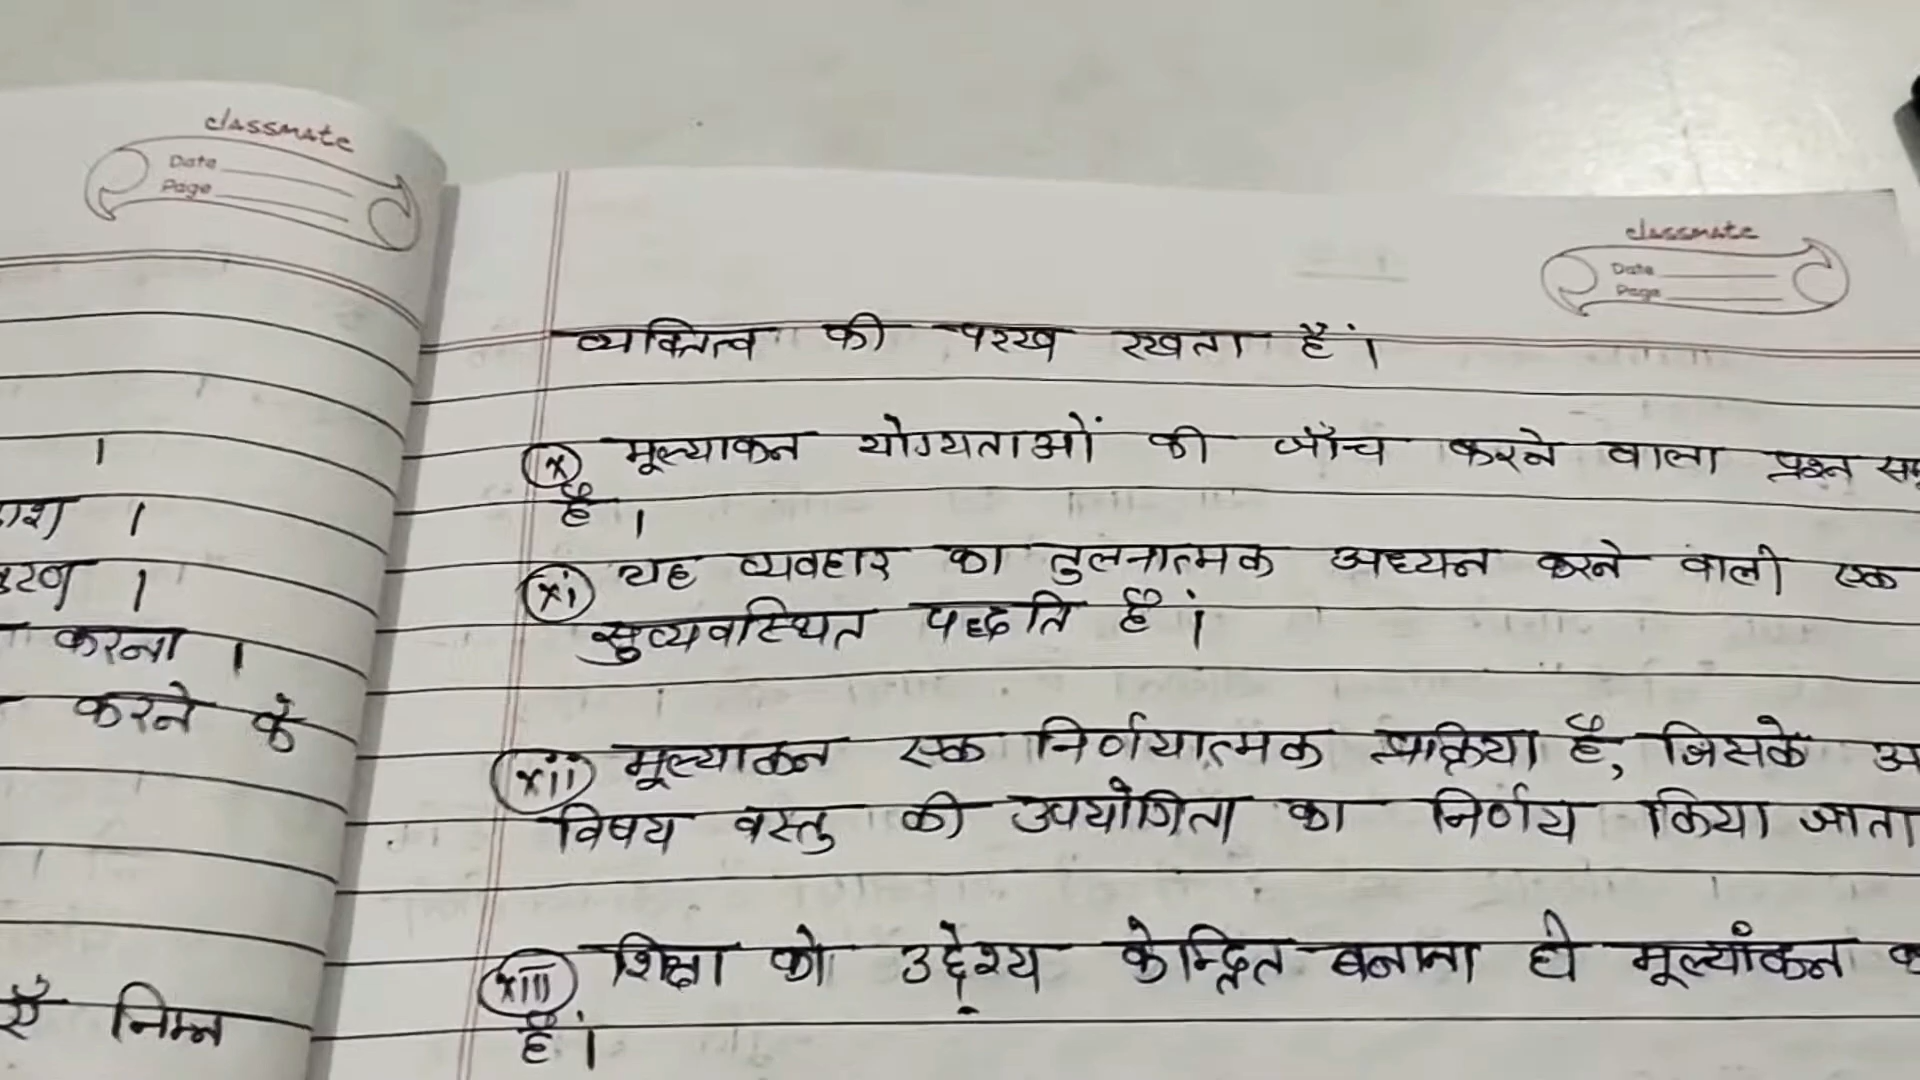 classmate
Date
Page
।
।
।
करना ।
करने के
निम्न
classmate
Date
Page
व्यक्तित्व की परख रखता है।
(x) मूल्याकन योग्यताओं की जाँच करने वाला प्रश्न
है।
(xi) यह व्यवहार का तुलनात्मक अध्यन करने वाली एक
सुव्यवस्थित पद्धति है।
(xii) मूल्याकन एक निर्णयात्मक प्रक्रिया है, जिसके
विषय वस्तु की उपयोगिता का निर्णय किया जाता
(xiii) शिक्षा को उद्देश्य केन्द्रित बनाना ही मूल्यांकन
है।